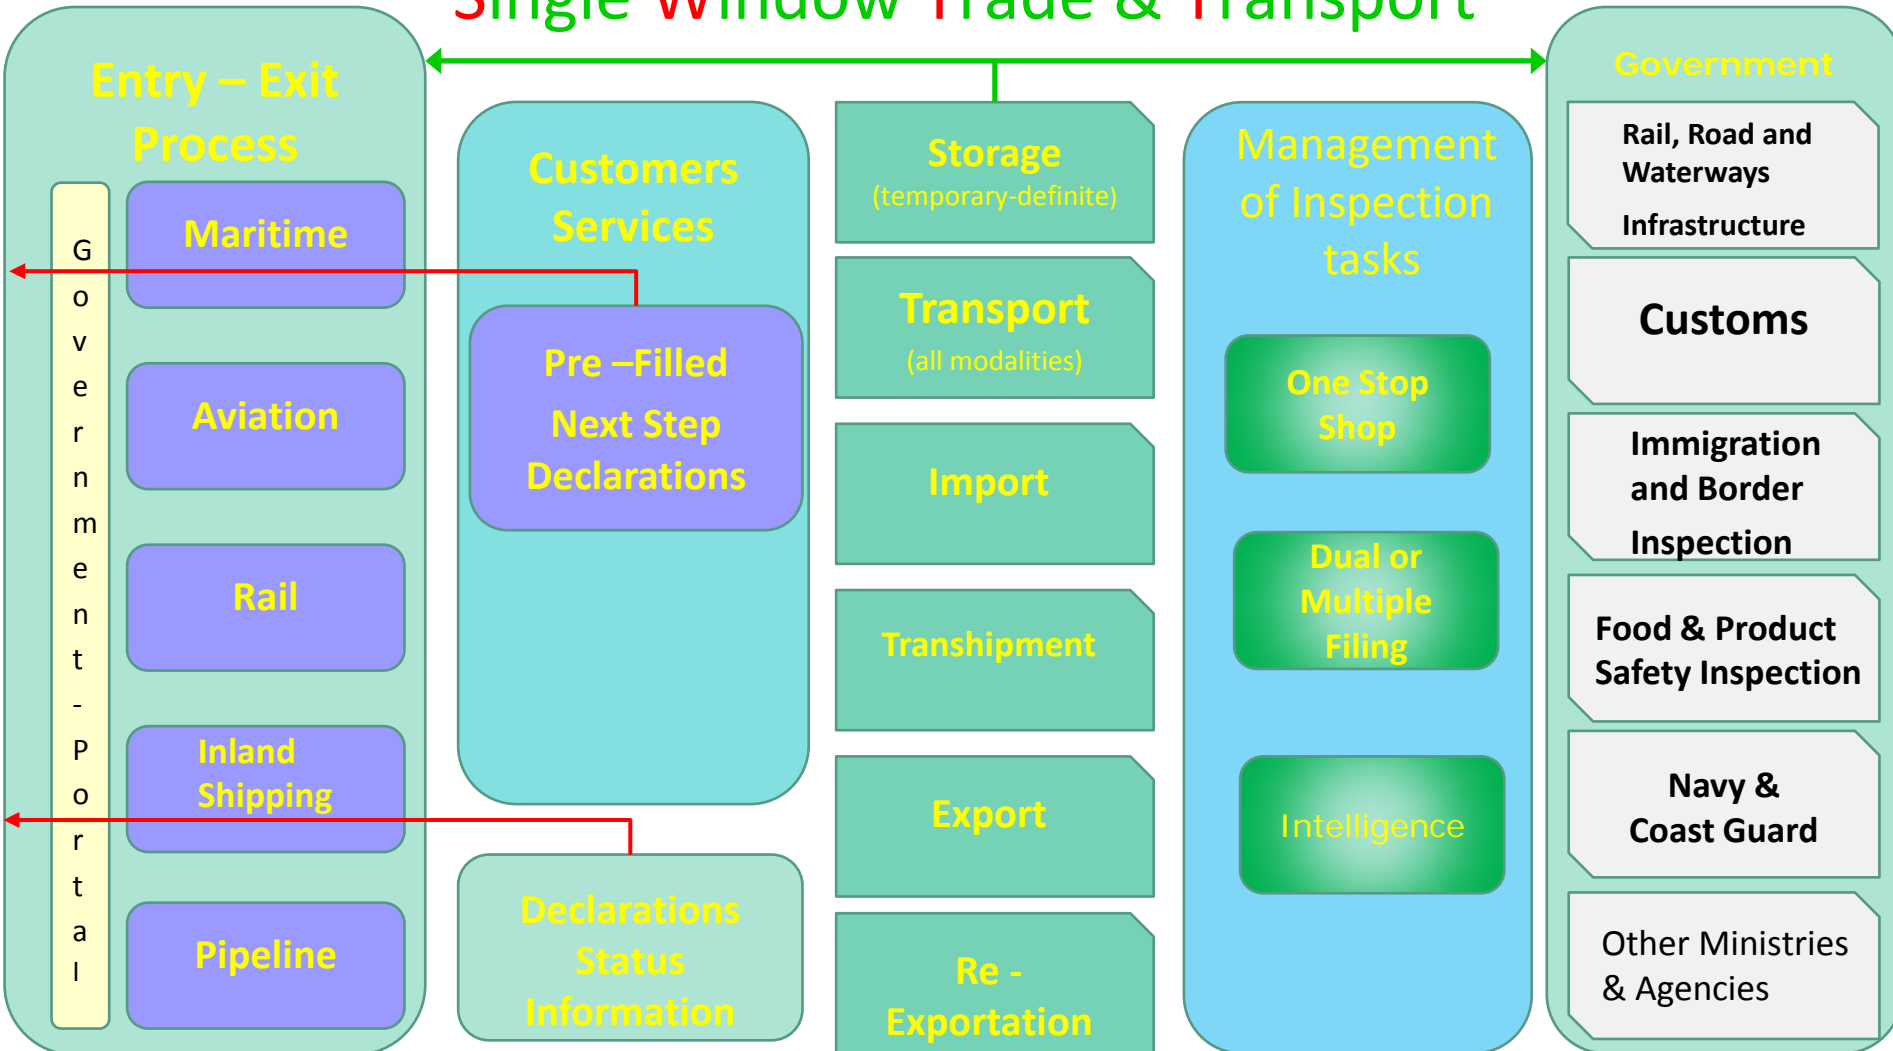 Single Window Trade & Transport
Entry – Exit
Process
Government-Portal
Maritime
Aviation
Rail
Inland
Shipping
Pipeline
Customers
Services
Pre –Filled
Next Step
Declarations
Declarations
Status
Information
Storage
(temporary-definite)
Transport
(all modalities)
Import
Transhipment
Export
Re -
Exportation
Management
of Inspection
tasks
One Stop
Shop
Dual or
Multiple
Filing
Intelligence
Government
Rail, Road and
Waterways
Infrastructure
Customs
Immigration
and Border
Inspection
Food & Product
Safety Inspection
Navy &
Coast Guard
Other Ministries
& Agencies